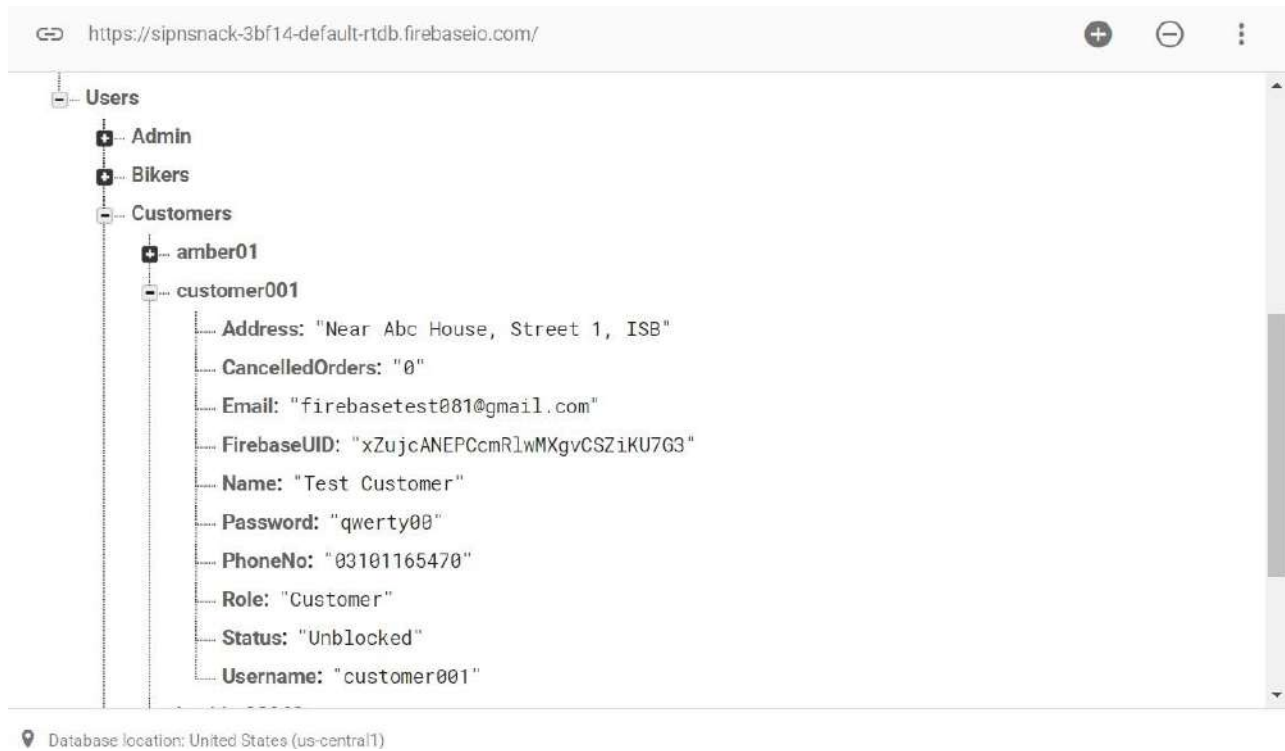 https://sipnsnack-3bf14-default-rtdb.firebaseio.com/
Users
Admin
Bikers
Customers
amber01
customer001
Address: "Near Abc House, Street 1, ISB"
CancelledOrders: "0"
Email: "firebasetest081@gmail.com"
FirebaseUID: "xZujcANEPCcmRlwMXgvCSZiKU7G3"
Name: "Test Customer"
Password: "qwerty00"
PhoneNo: "03101165470"
Role: "Customer"
Status: "Unblocked"
Username: "customer001"
Database location: United States (us-central1)